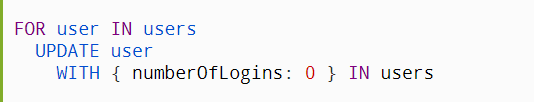 FOR user IN users
UPDATE user
WITH { numberOfLogins: 0 } IN users